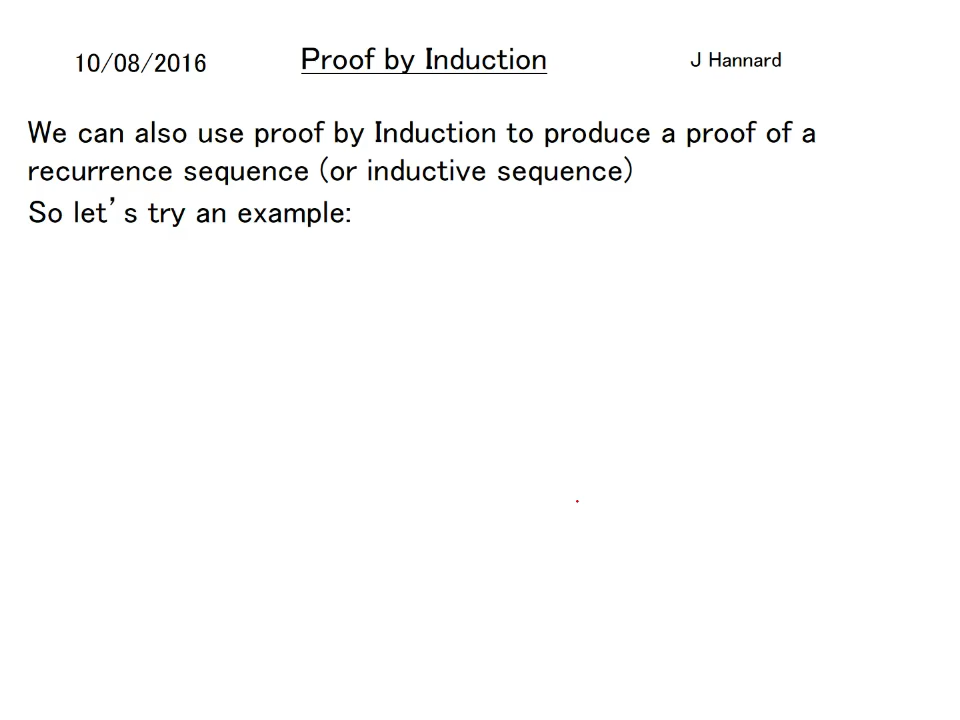 10/08/2016 Proof by Induction J Hannard
We can also use proof by Induction to produce a proof of a
recurrence sequence (or inductive sequence)
So let's try an example: